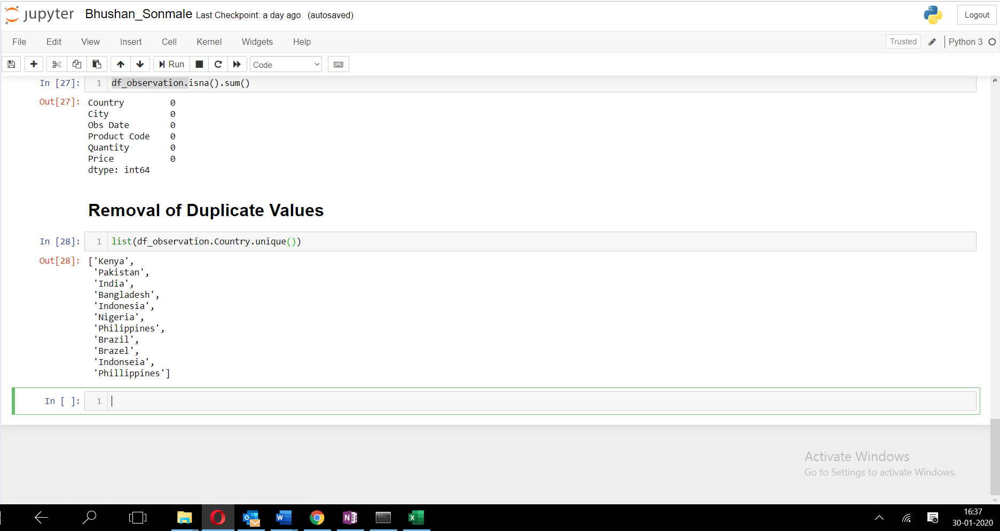 jupyter Bhushan_Sonmale Last Checkpoint: a day ago (autosaved) Logout
File Edit View Insert Cell Kernel Widgets Help Trusted Python 3
Run Code
In [27]: 1 df_observation.isna().sum()
Out[27]: Country 0
City 0
Obs Date 0
Product Code 0
Quantity 0
Price 0
dtype: int64
Removal of Duplicate Values
In [28]: 1 list(df_observation.Country.unique())
Out[28]: ['Kenya',
'Pakistan',
'India',
'Bangladesh',
'Indonesia',
'Nigeria',
'Philippines',
'Brazil',
'Brazel',
'Indonseia',
'Phillippines']
In [ ]: 1
Activate Windows
Go to Settings to activate Windows.
16:37
30-01-2020